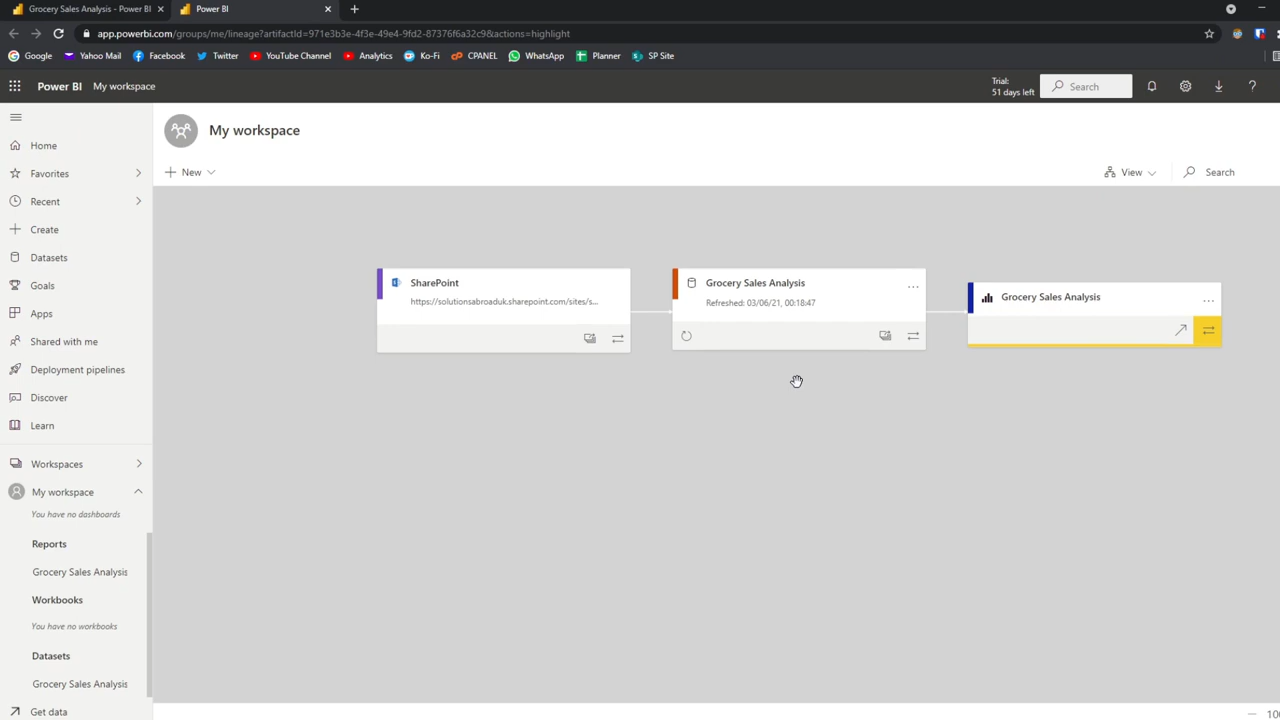 Grocery Sales Analysis - Power BI
Power BI
app.powerbi.com/groups/me/lineage?artifactId=971e3b3e-4f3e-49e4-9fd2-87376f6a32c9&actions=highlight
Google Yahoo Mail Facebook Twitter YouTube Channel Analytics Ko-Fi CPANEL WhatsApp Planner SP Site
Power BI My workspace
Trial:
51 days left
Search
My workspace
New
View
Search
Home
Favorites
Recent
Create
Datasets
Goals
Apps
Shared with me
Deployment pipelines
Discover
Learn
Workspaces
My workspace
You have no dashboards
Reports
Grocery Sales Analysis
Workbooks
You have no workbooks
Datasets
Grocery Sales Analysis
Get data
SharePoint
https://solutionsabroaduk.sharepoint.com/sites/s...
Grocery Sales Analysis
Refreshed: 03/06/21, 00:18:47
Grocery Sales Analysis